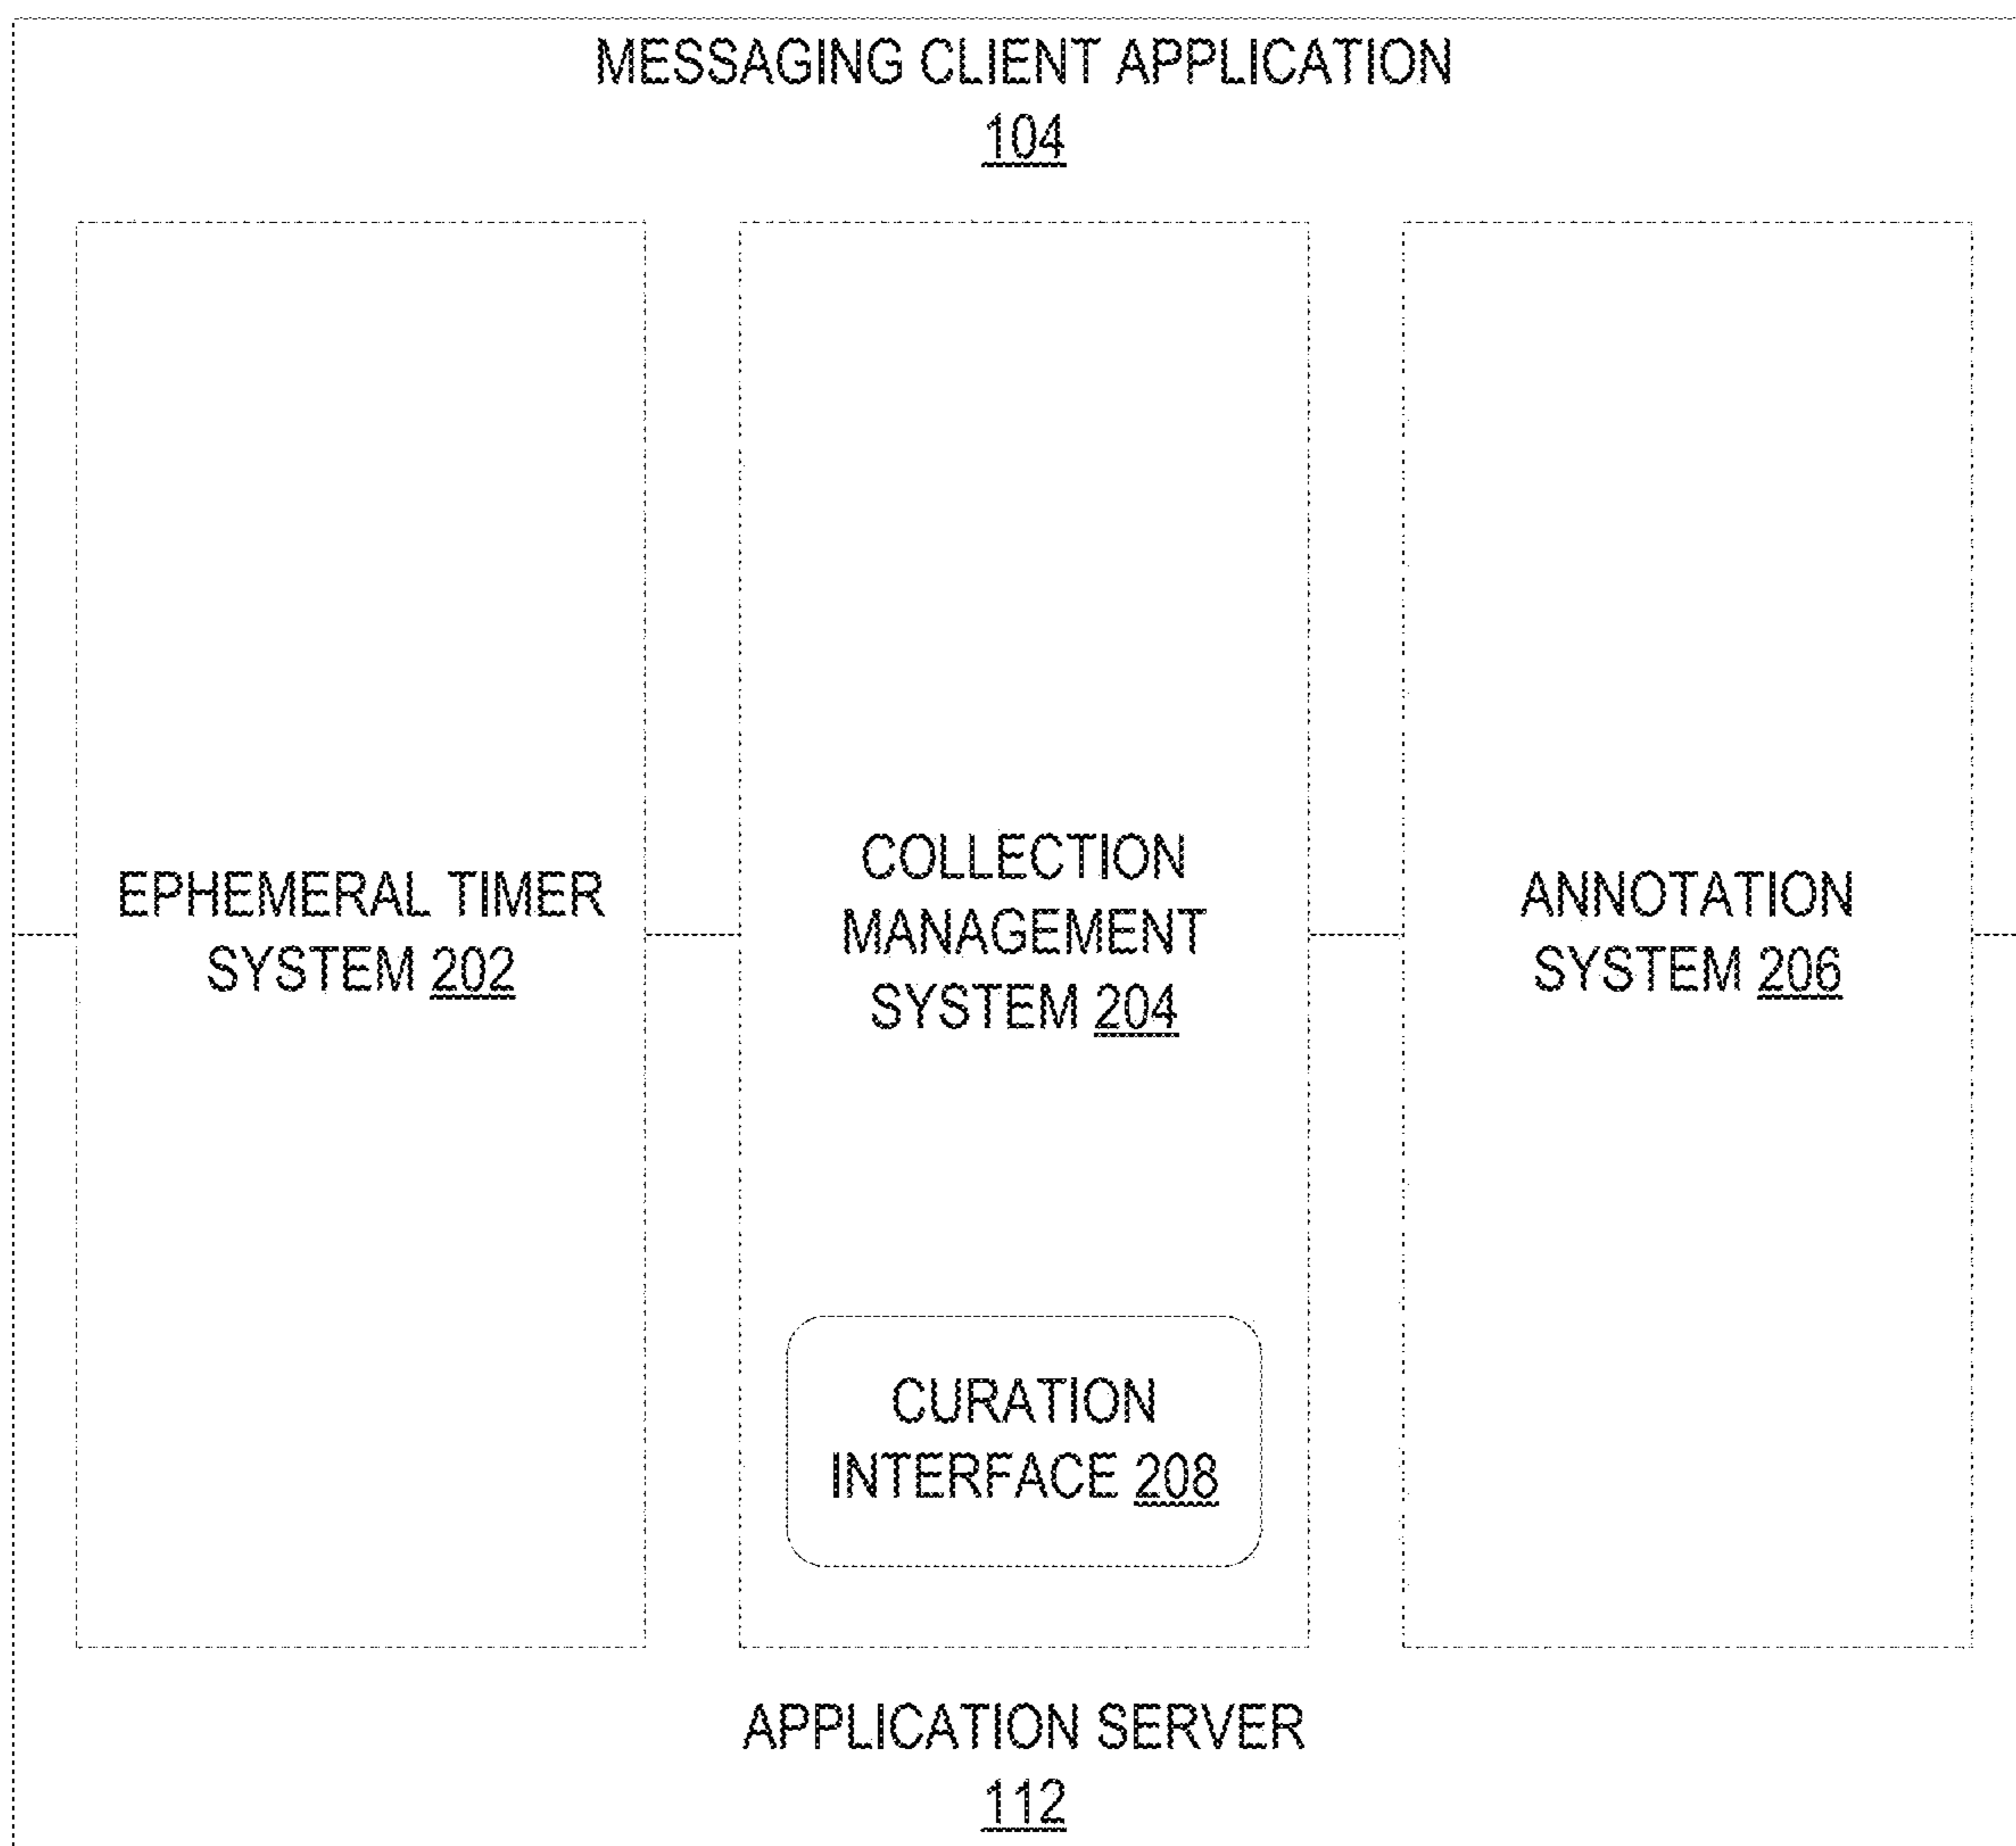 MESSAGING CLIENT APPLICATION
104
EPHEMERAL TIMER
SYSTEM 202
COLLECTION
MANAGEMENT
SYSTEM 204
ANNOTATION
SYSTEM 206
CURATION
INTERFACE 208
APPLICATION SERVER
112